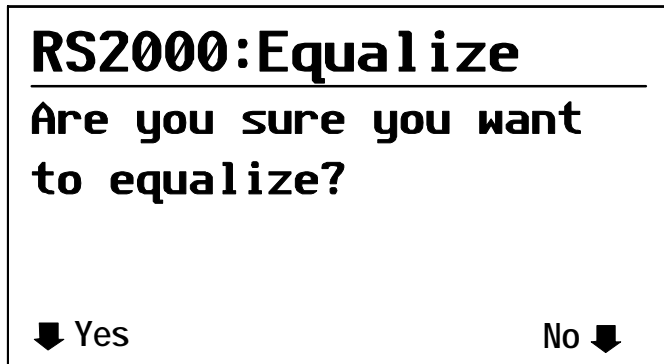 RS2000:Equalize
Are you sure you want
to equalize?
Yes No